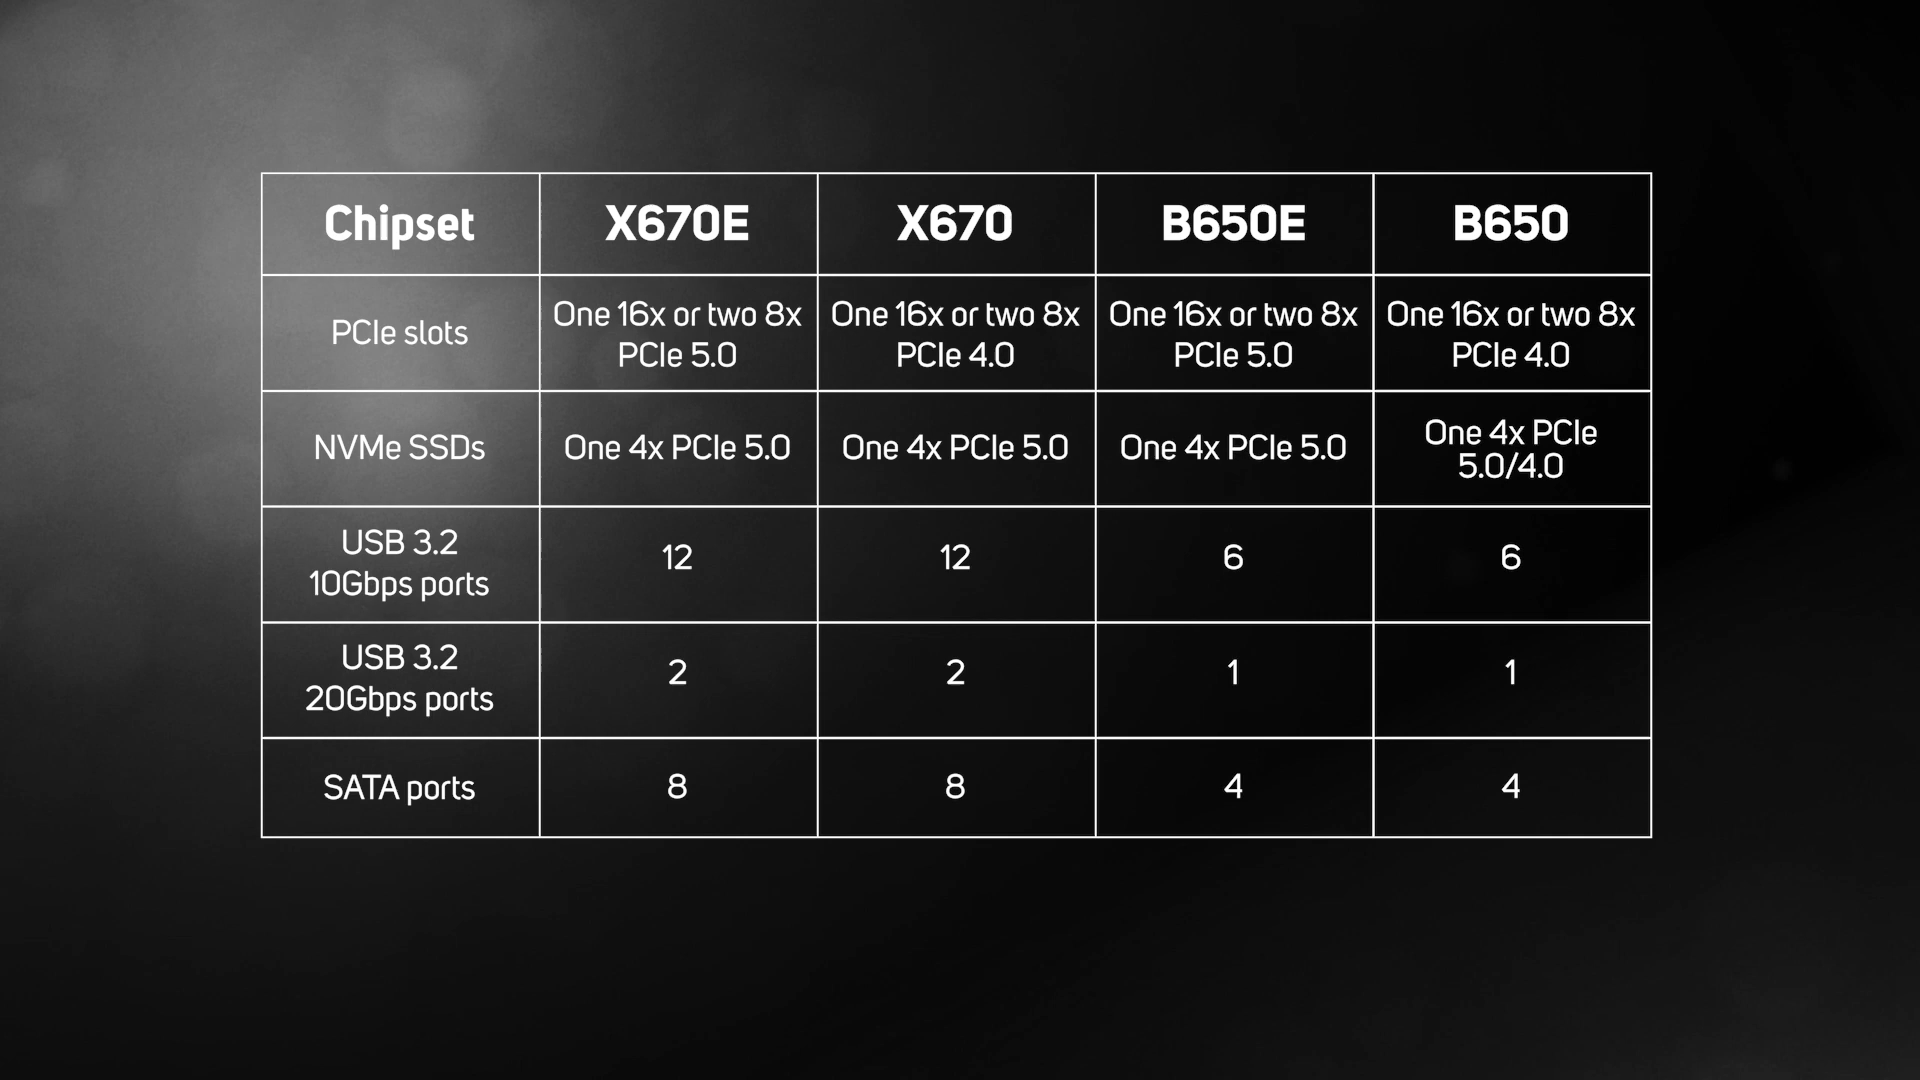 Chipset X670E X670 B650E B650
PCIe slots
One 16x or two 8x
PCIe 5.0
One 16x or two 8x
PCIe 4.0
One 16x or two 8x
PCIe 5.0
One 16x or two 8x
PCIe 4.0
NVMe SSDs
One 4x PCIe 5.0
One 4x PCIe 5.0
One 4x PCIe 5.0
One 4x PCIe
5.0/4.0
USB 3.2
10Gbps ports
12
12
6
6
USB 3.2
20Gbps ports
2
2
1
1
SATA ports
8
8
4
4